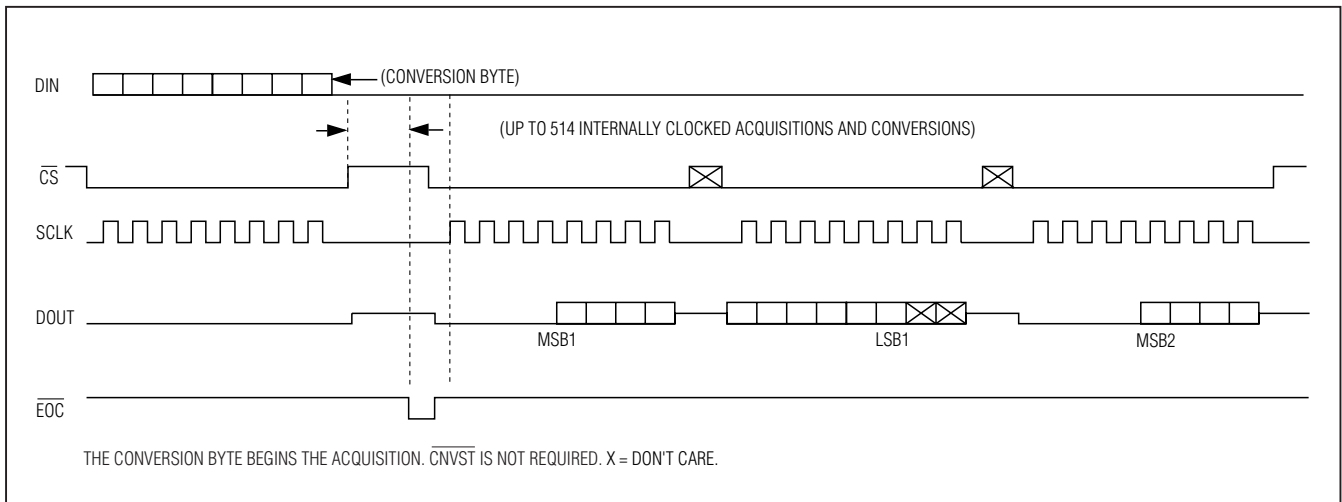 DIN
(CONVERSION BYTE)
(UP TO 514 INTERNALLY CLOCKED ACQUISITIONS AND CONVERSIONS)
CS
SCLK
DOUT
MSB1
LSB1
MSB2
EOC
THE CONVERSION BYTE BEGINS THE ACQUISITION. CNVST IS NOT REQUIRED. X = DON'T CARE.